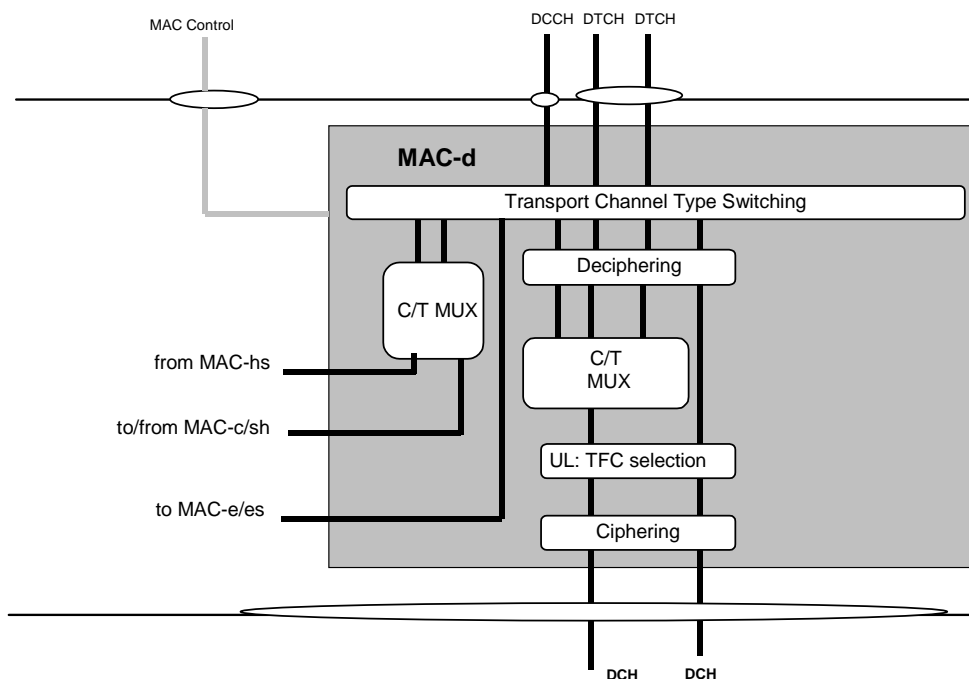 MAC Control
DCCH DTCH DTCH
MAC-d
Transport Channel Type Switching
Deciphering
C/T MUX
from MAC-hs
C/T
MUX
to/from MAC-c/sh
UL: TFC selection
to MAC-e/es
Ciphering
DCH DCH